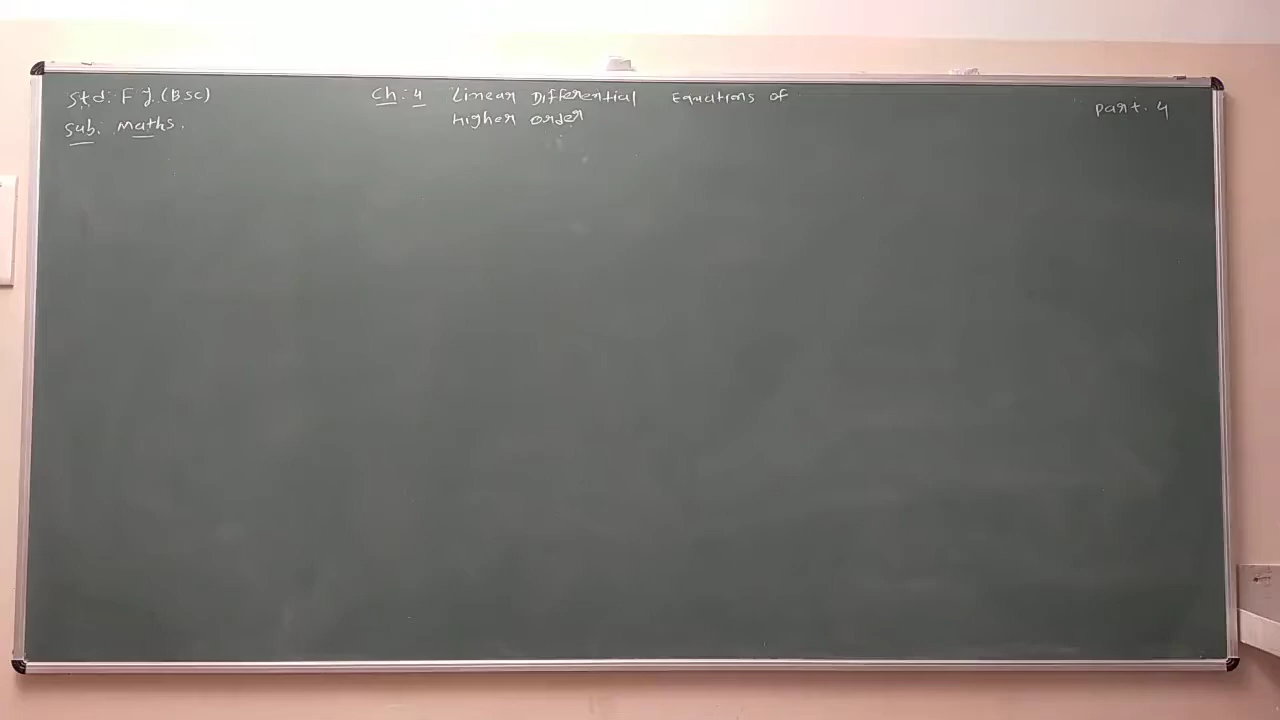 Std: F Y.(BSC)
Sub. Maths.
Ch: 4 Linear Differential Equations of
higher order
Part. 4